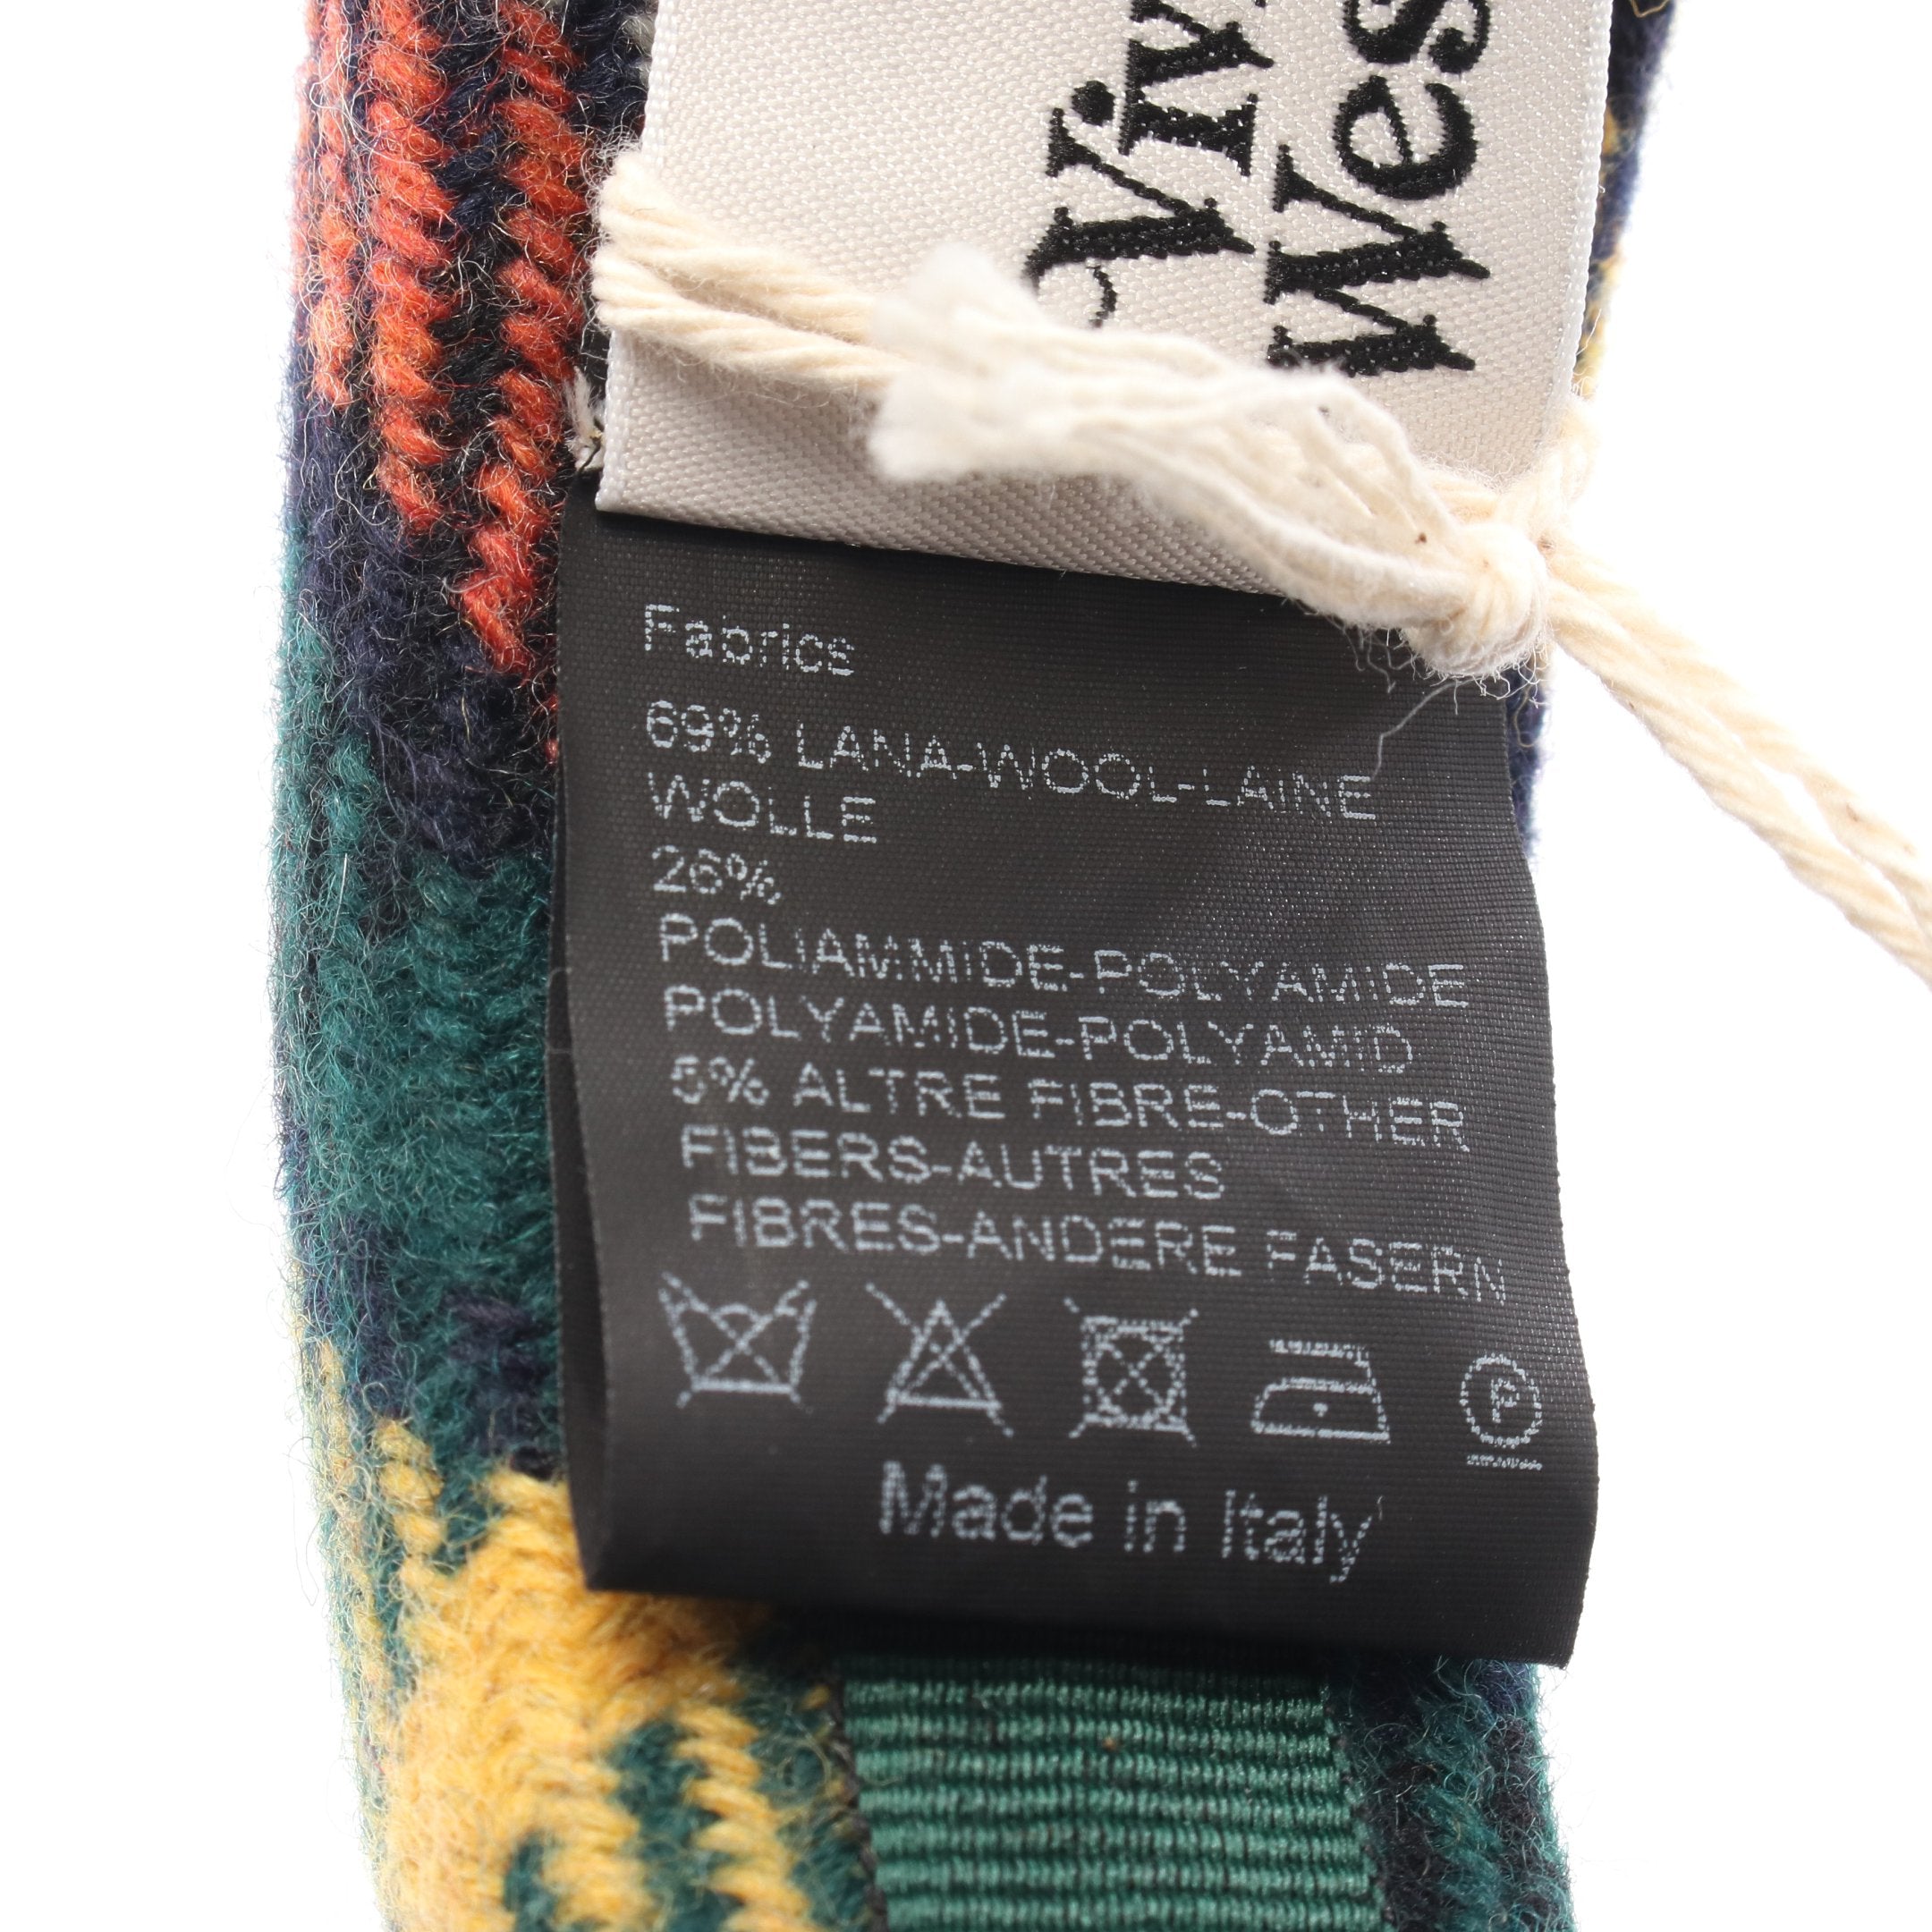 Viv
Wes
Fabrics
69% LANA-WOOL-LAINE
WOLLE
26%
POLIAMMIDE-POLYAMIDE
POLYAMIDE-POLYAMID
5% ALTRE FIBRE-OTHER
FIBERS-AUTRES
FIBRES-ANDERE FASERN
P
Made in Italy